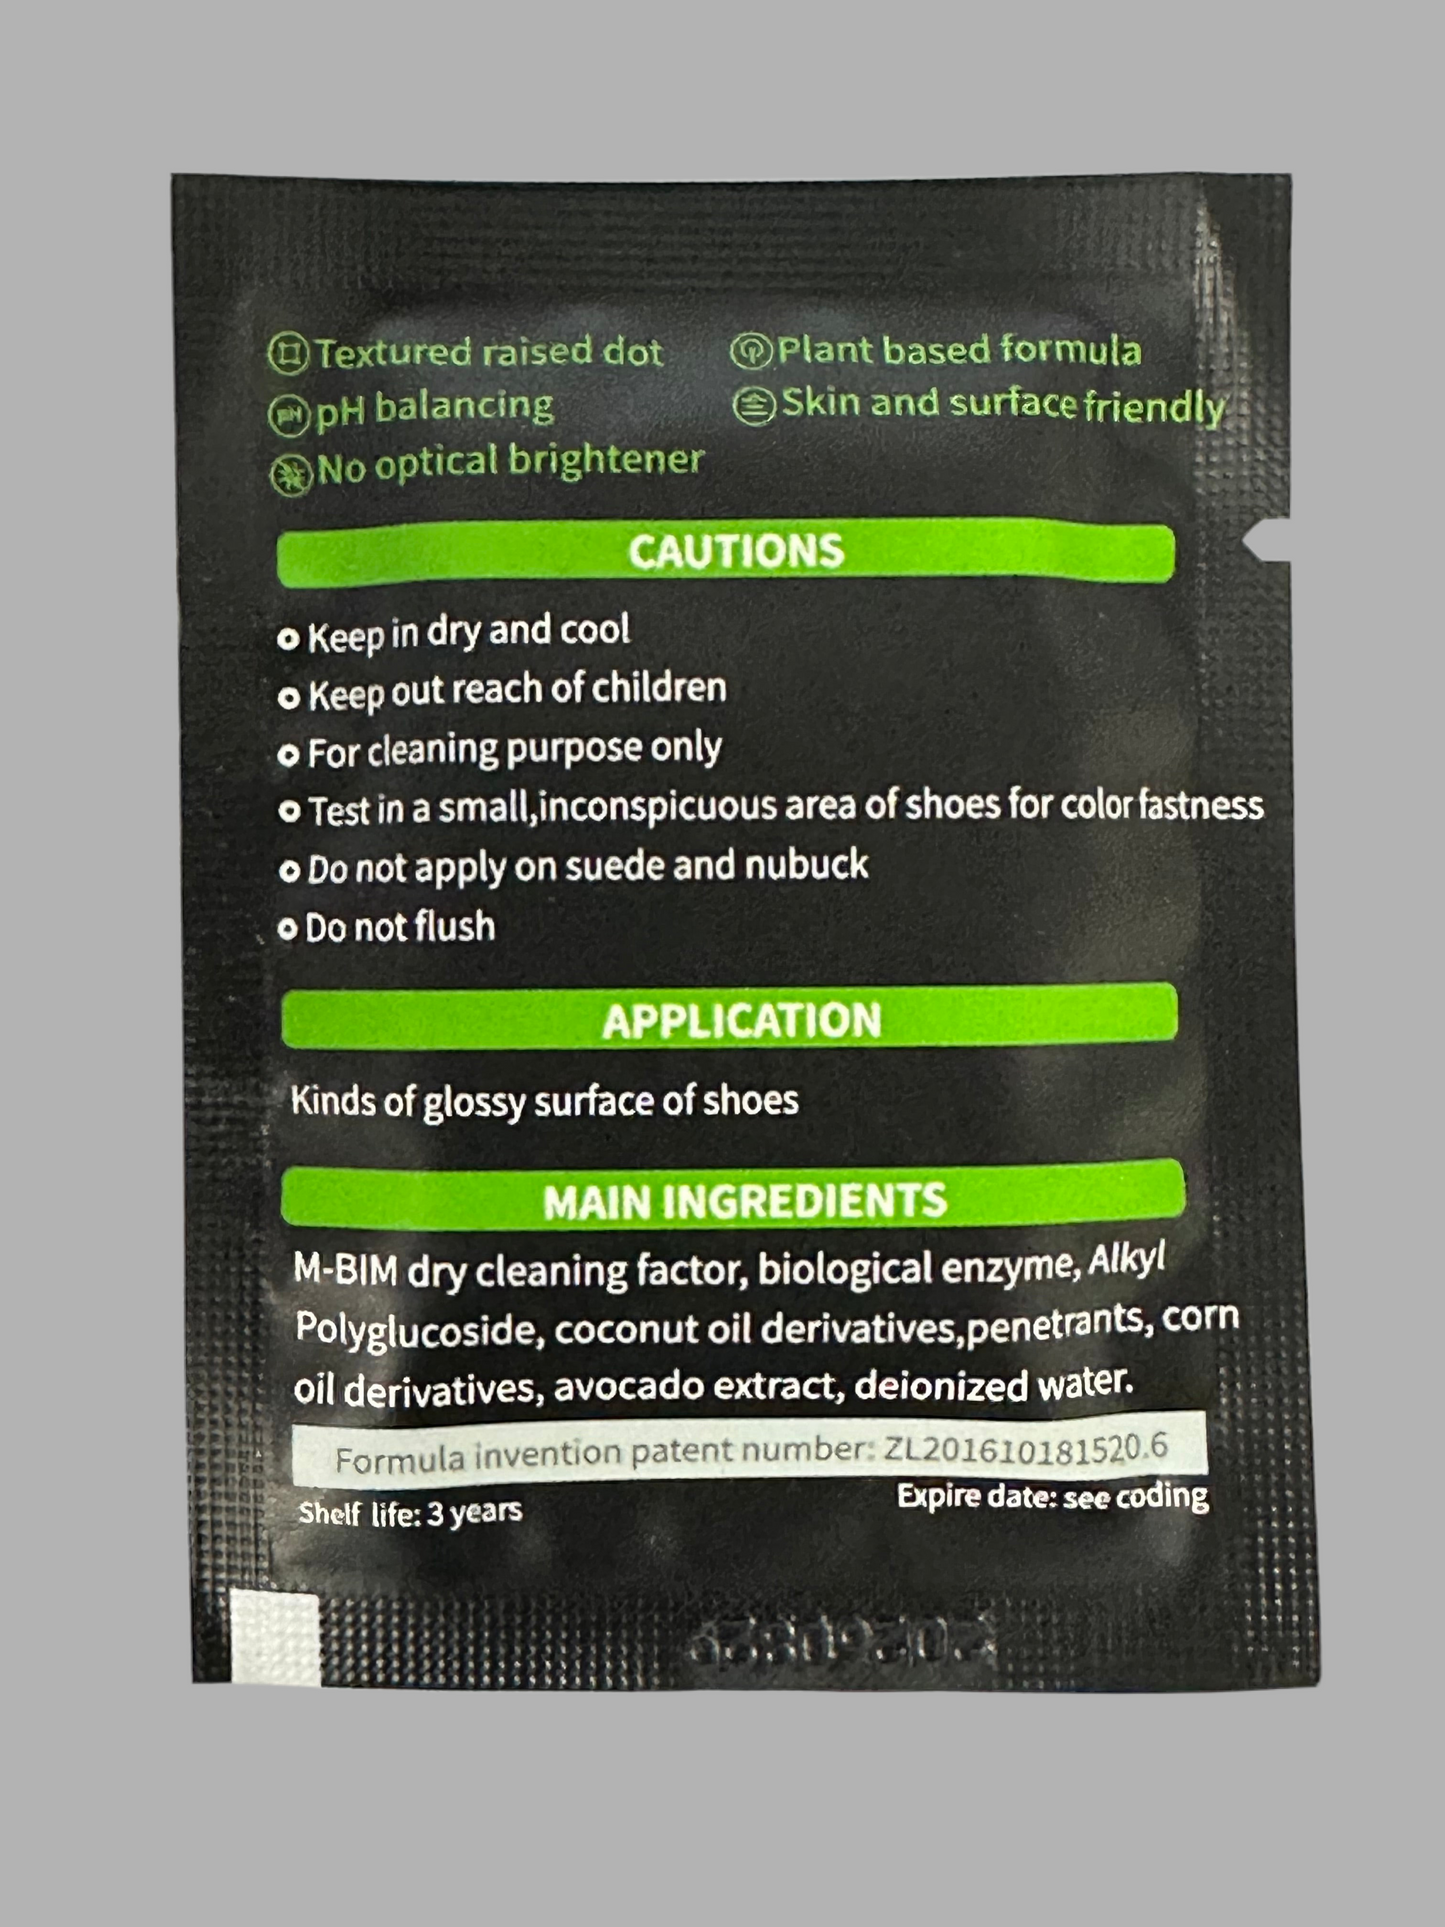 Textured raised dot Plant based formula
pH pH balancing Skin and surface friendly
No optical brightener
CAUTIONS
Keep in dry and cool
Keep out reach of children
For cleaning purpose only
Test in a small,inconspicuous area of shoes for color fastness
Do not apply on suede and nubuck
Do not flush
APPLICATION
Kinds of glossy surface of shoes
MAIN INGREDIENTS
M-BIM dry cleaning factor, biological enzyme, Alkyl
Polyglucoside, coconut oil derivatives,penetrants, corn
oil derivatives, avocado extract, deionized water.
Formula invention patent number: ZL201610181520.6
Shelf life: 3 years Expire date: see coding